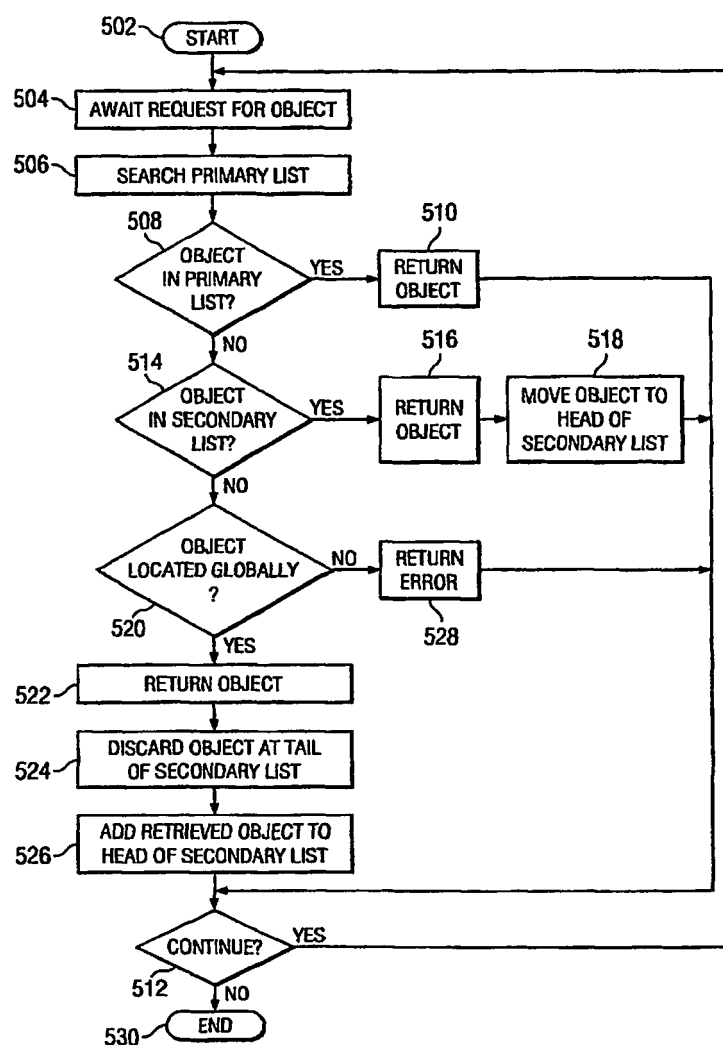 502
START
504
AWAIT REQUEST FOR OBJECT
506
SEARCH PRIMARY LIST
508
OBJECT
IN PRIMARY
LIST?
YES
510
RETURN
OBJECT
NO
514
OBJECT
IN SECONDARY
LIST?
YES
516
RETURN
OBJECT
518
MOVE OBJECT TO
HEAD OF
SECONDARY LIST
NO
OBJECT
LOCATED GLOBALLY
?
520
NO
RETURN
ERROR
528
YES
522
RETURN OBJECT
524
DISCARD OBJECT AT TAIL
OF SECONDARY LIST
526
ADD RETRIEVED OBJECT TO
HEAD OF SECONDARY LIST
CONTINUE?
YES
512
NO
530
END